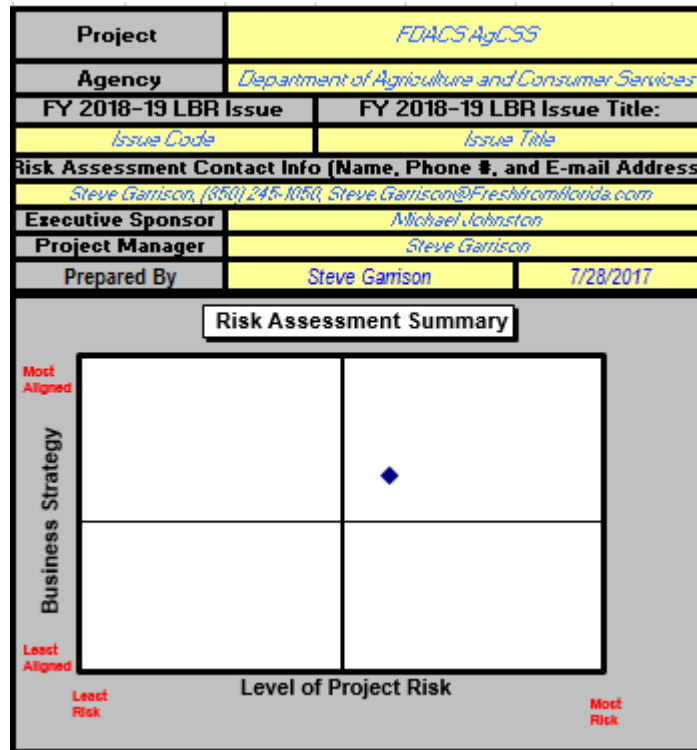 Project FDACS AgCSS
Agency Department of Agriculture and Consumer Services
FY 2018-19 LBR Issue FY 2018-19 LBR Issue Title:
Issue Code Issue Title
Risk Assessment Contact Info (Name, Phone #, and E-mail Address
Steve Garrison, (850) 245-1050, Steve.Garrison@Freshfromflorida.com
Executive Sponsor Michael Johnston
Project Manager Steve Garrison
Prepared By Steve Garrison 7/28/2017
Risk Assessment Summary
Most
Aligned
Business Strategy
Least
Aligned
Level of Project Risk
Least
Risk
Most
Risk